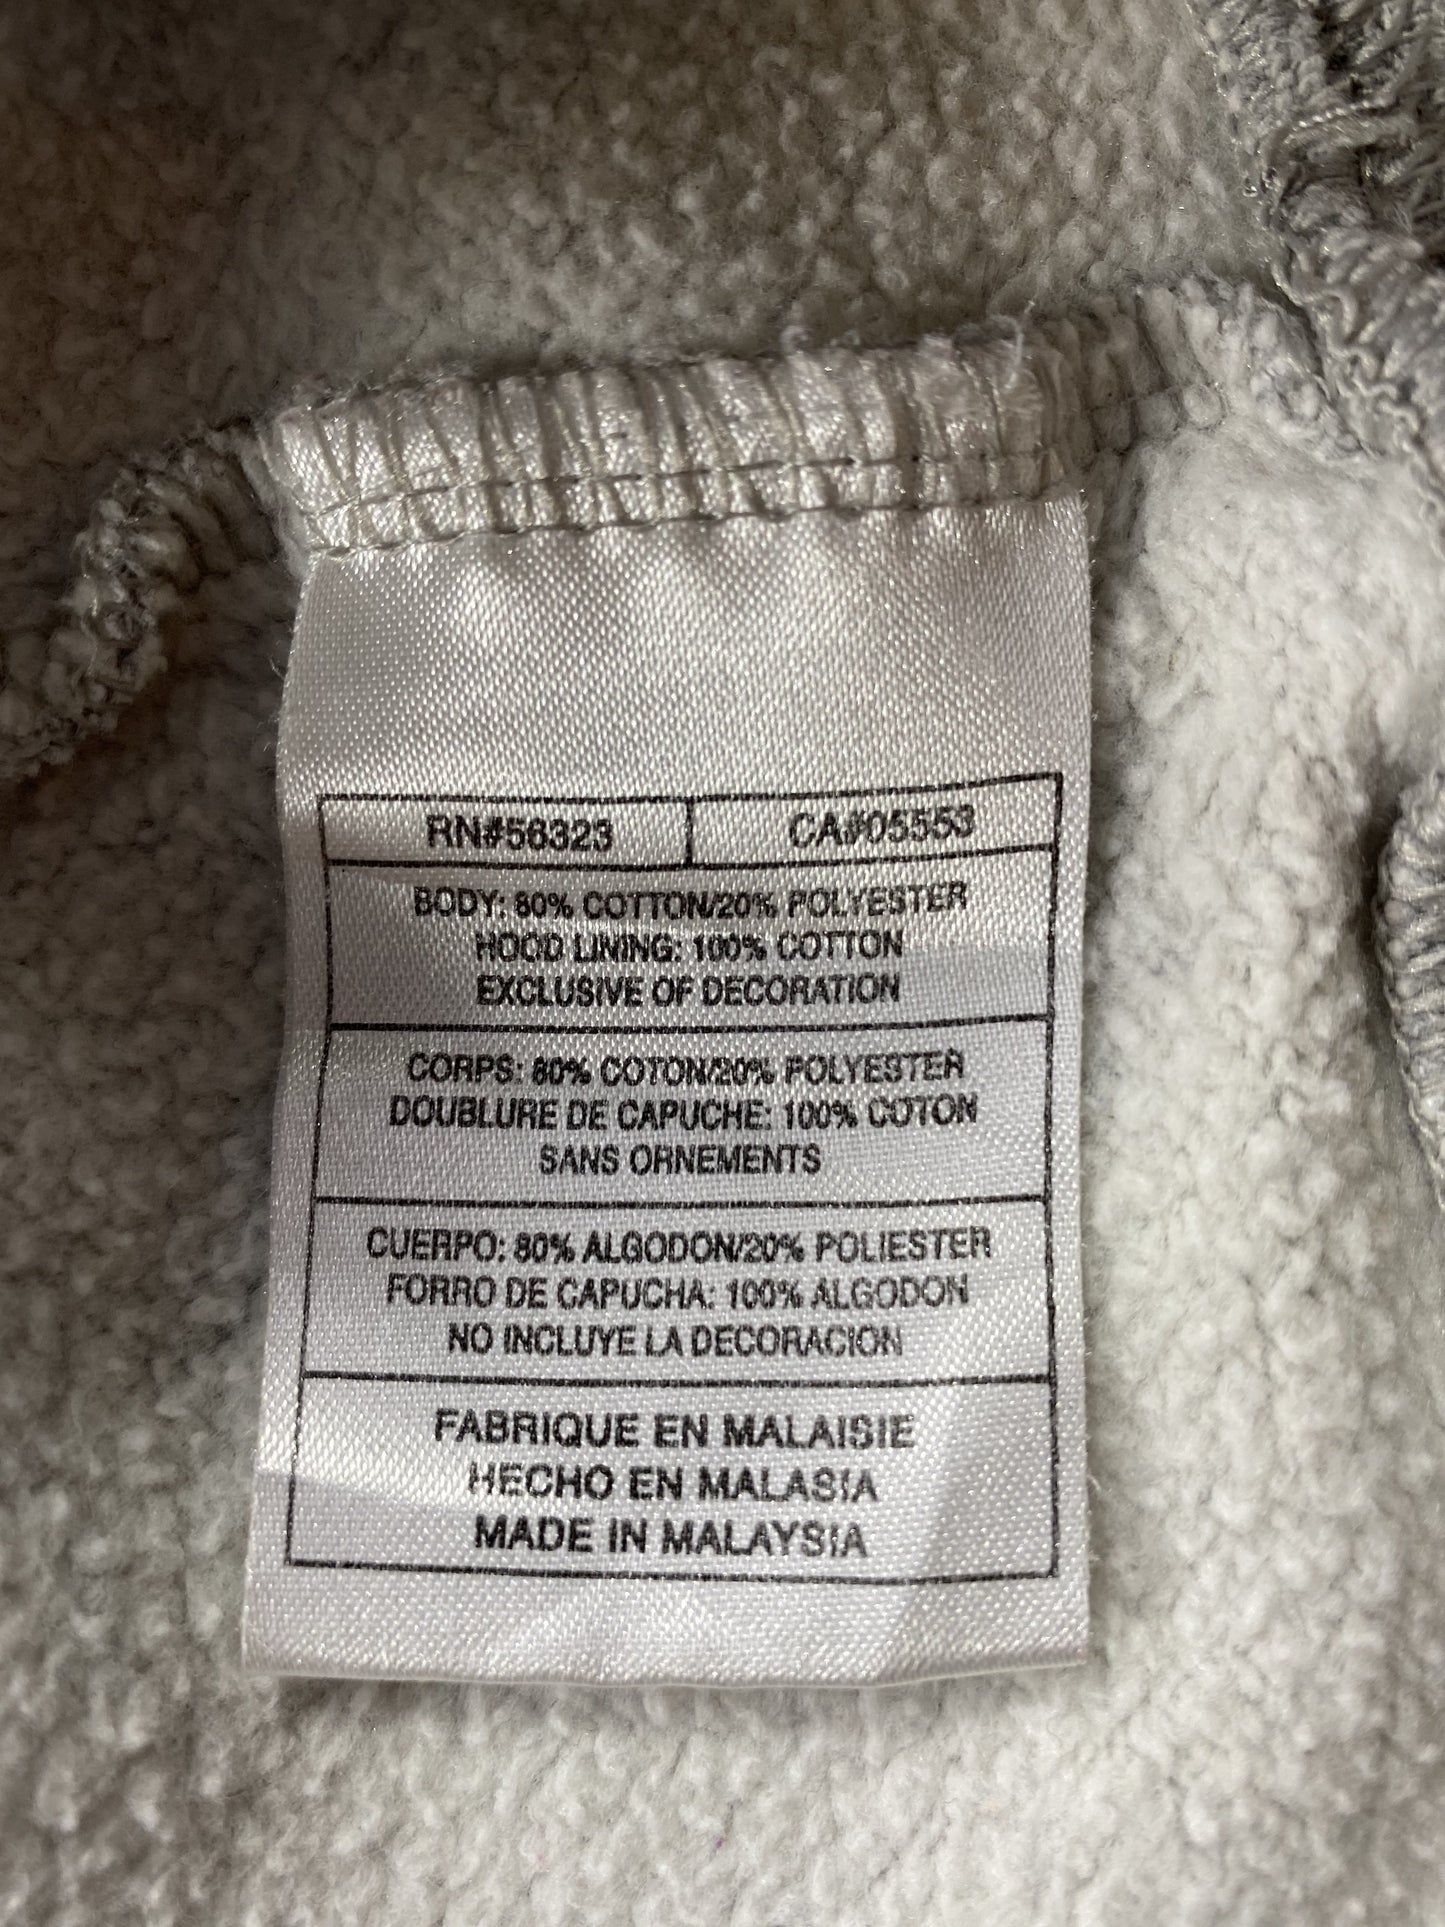 RN#56323 CA#05553
BODY: 80% COTTON/20% POLYESTER
HOOD LINING: 100% COTTON
EXCLUSIVE OF DECORATION
CORPS: 80% COTON/20% POLYESTER
DOUBLURE DE CAPUCHE: 100% COTON
SANS ORNEMENTS
CUERPO: 80% ALGODON/20% POLIESTER
FORRO DE CAPUCHA: 100% ALGODON
NO INCLUYE LA DECORACION
FABRIQUE EN MALAISIE
HECHO EN MALASIA
MADE IN MALAYSIA